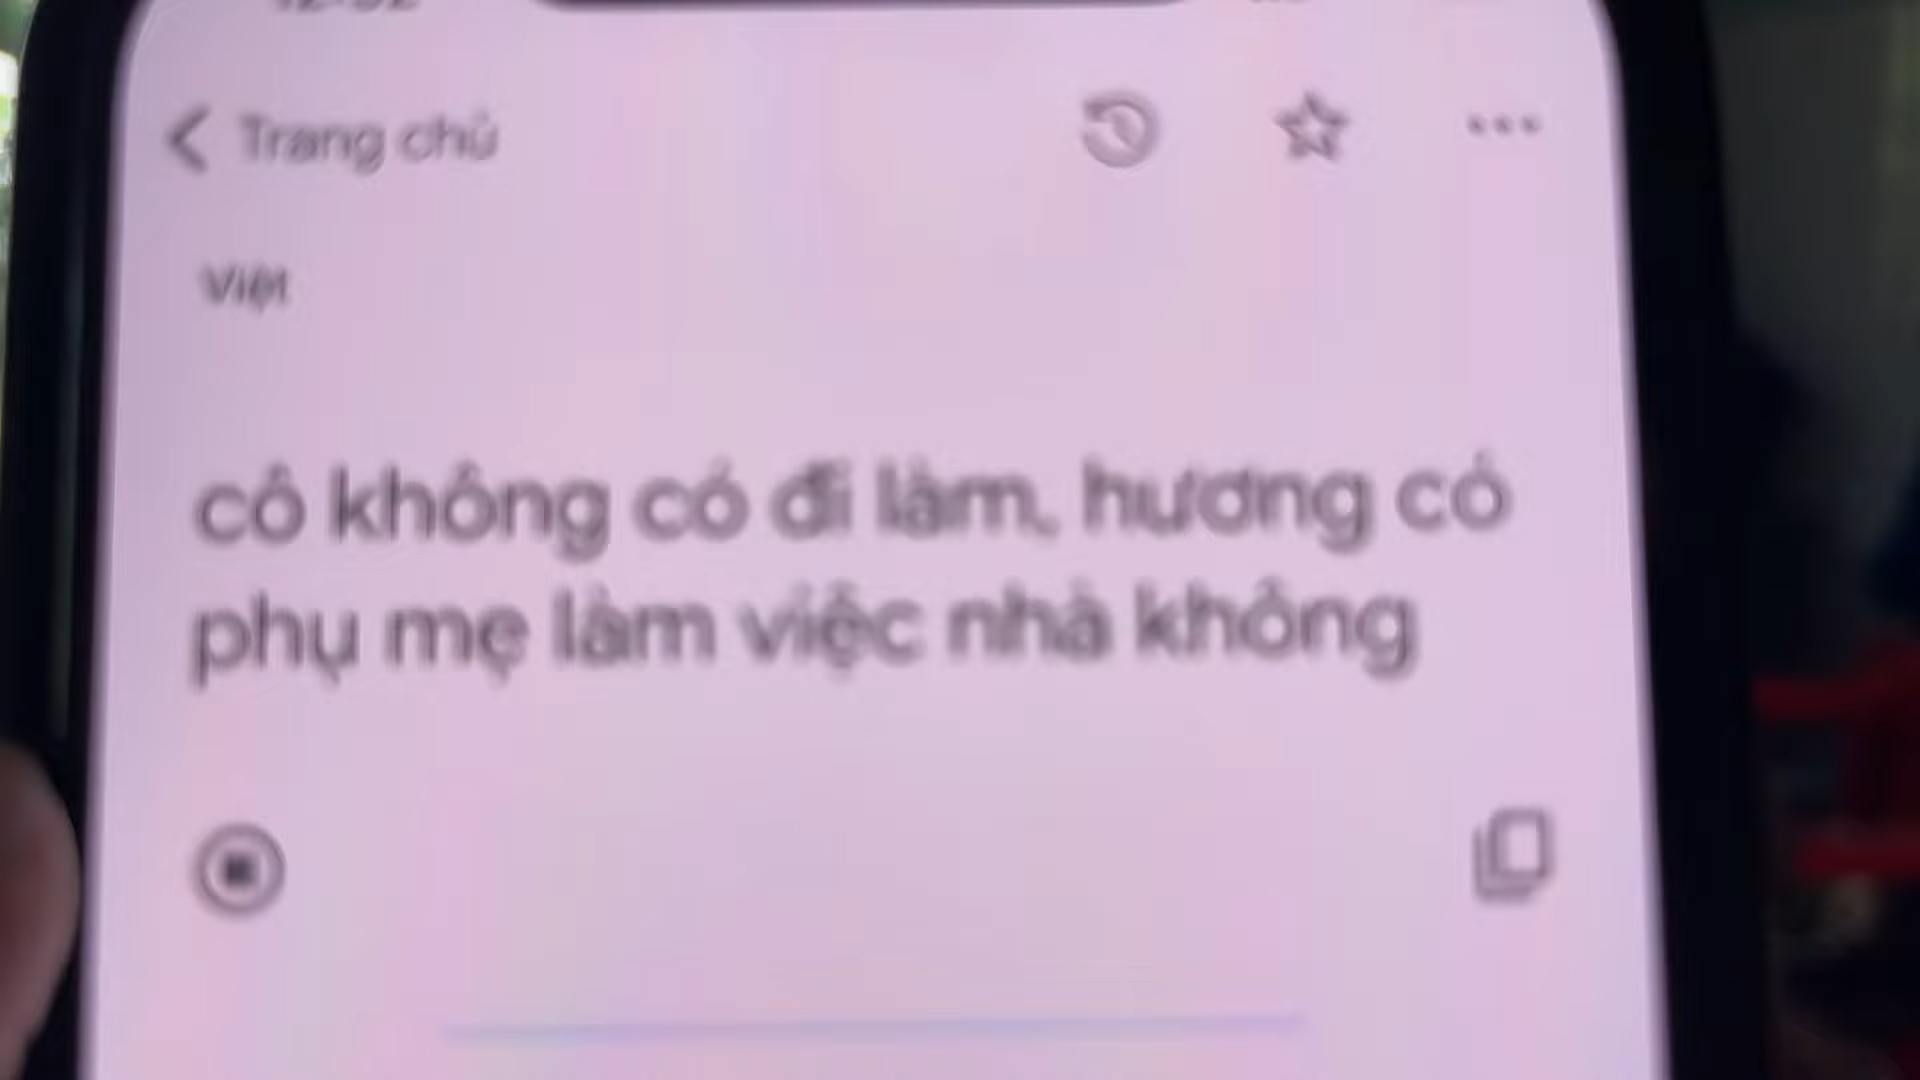 Trang chủ
Việt
cô không có đi làm, hương có
phụ mẹ làm việc nhà không